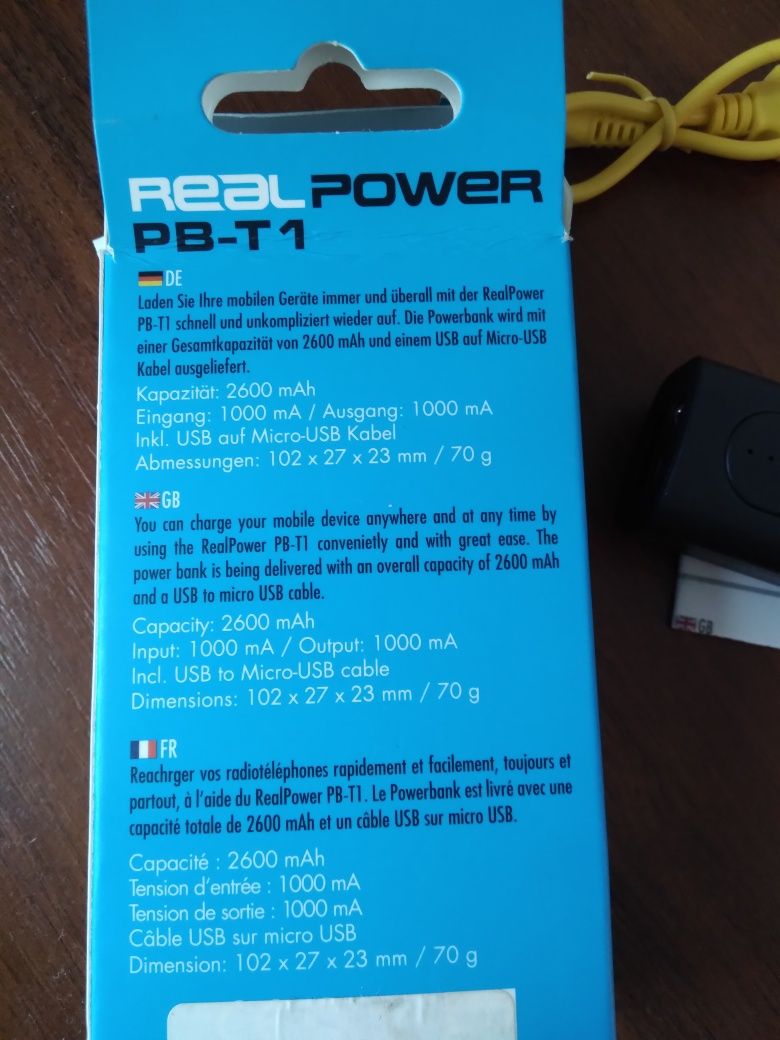 RealPower
PB-T1
DE
Laden Sie Ihre mobilen Geräte immer und überall mit der RealPower
PB-T1 schnell und unkompliziert wieder auf. Die Powerbank wird mit
einer Gesamtkapazität von 2600 mAh und einem USB auf Micro-USB
Kabel ausgeliefert.
Kapazität: 2600 mAh
Eingang: 1000 mA / Ausgang: 1000 mA
Inkl. USB auf Micro-USB Kabel
Abmessungen: 102 x 27 x 23 mm / 70 g
GB
You can charge your mobile device anywhere and at any time by
using the RealPower PB-T1 convenietly and with great ease. The
power bank is being delivered with an overall capacity of 2600 mAh
and a USB to micro USB cable.
Capacity: 2600 mAh
Input: 1000 mA / Output: 1000 mA
Incl. USB to Micro-USB cable
Dimensions: 102 x 27 x 23 mm / 70 g
FR
Reachrger vos radiotéléphones rapidement et facilement, toujours et
partout, à l'aide du RealPower PB-T1. Le Powerbank est livré avec une
capacité totale de 2600 mAh et un câble USB sur micro USB.
Capacité : 2600 mAh
Tension d'entrée : 1000 mA
Tension de sortie : 1000 mA
Câble USB sur micro USB
Dimension: 102 x 27 x 23 mm / 70 g
GB